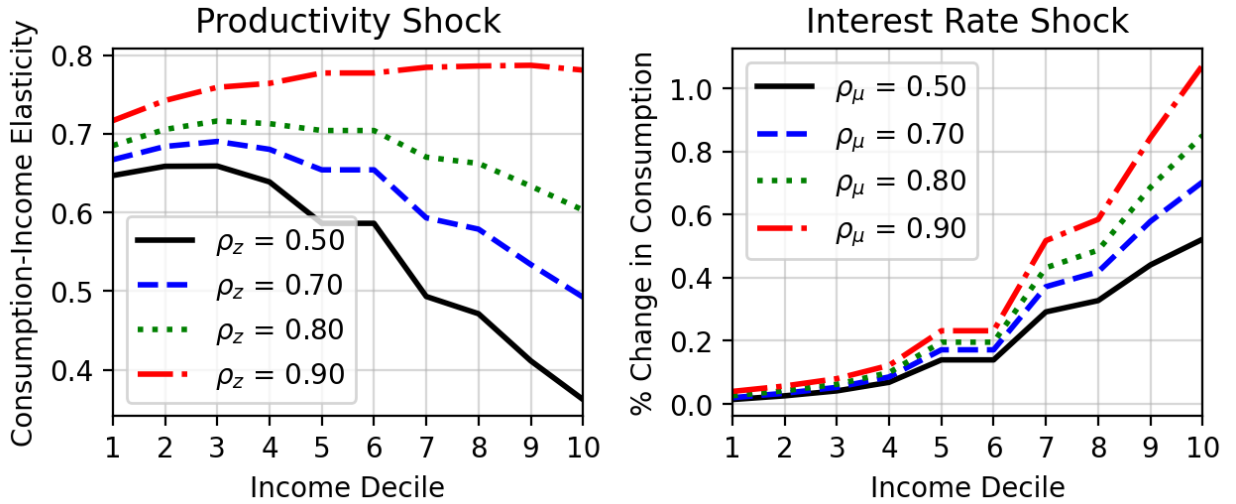 Productivity Shock
Consumption-Income Elasticity
0.8
0.7
0.6
0.5
0.4
ρz = 0.50
ρz = 0.70
ρz = 0.80
ρz = 0.90
1 2 3 4 5 6 7 8 9 10
Income Decile
Interest Rate Shock
% Change in Consumption
1.0
0.8
0.6
0.4
0.2
0.0
ρμ = 0.50
ρμ = 0.70
ρμ = 0.80
ρμ = 0.90
1 2 3 4 5 6 7 8 9 10
Income Decile